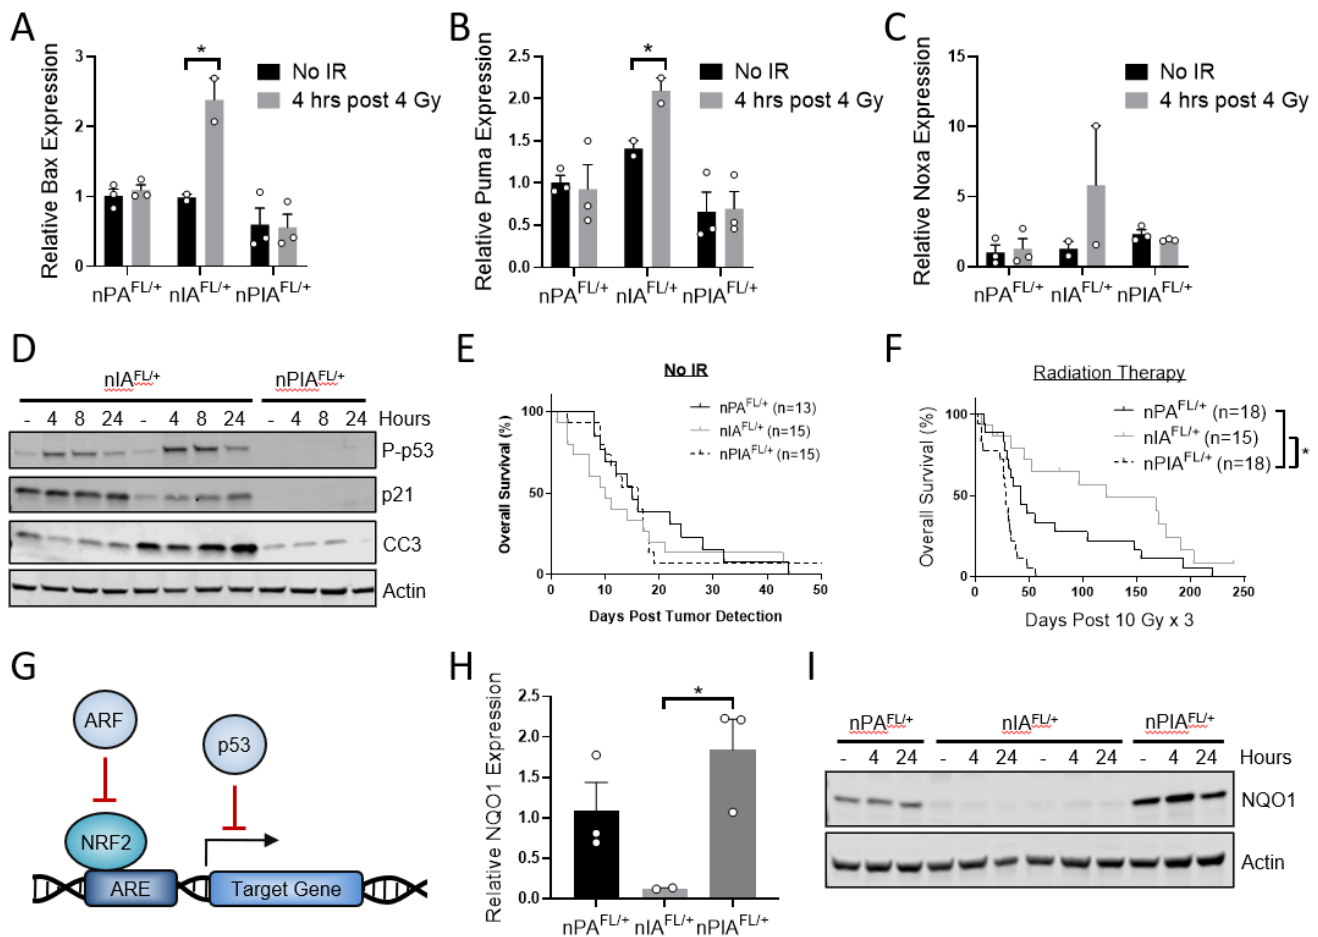 A
Relative Bax Expression
3
2
1
0
*
No IR
4 hrs post 4 Gy
nPA^FL/+ nIA^FL/+ nPIA^FL/+
B
Relative Puma Expression
2.5
2.0
1.5
1.0
0.5
0.0
*
No IR
4 hrs post 4 Gy
nPA^FL/+ nIA^FL/+ nPIA^FL/+
C
Relative Noxa Expression
15
10
5
0
No IR
4 hrs post 4 Gy
nPA^FL/+ nIA^FL/+ nPIA^FL/+
D
nIA^FL/+ nPIA^FL/+
- 4 8 24 - 4 8 24 - 4 8 24 Hours
P-p53
p21
CC3
Actin
E
No IR
Overall Survival (%)
100
50
0
nPA^FL/+ (n=13)
nIA^FL/+ (n=15)
nPIA^FL/+ (n=15)
0 10 20 30 40 50
Days Post Tumor Detection
F
Radiation Therapy
Overall Survival (%)
100
50
0
nPA^FL/+ (n=18)
nIA^FL/+ (n=15)
nPIA^FL/+ (n=18)
*
0 50 100 150 200 250
Days Post 10 Gy x 3
G
ARF
p53
NRF2
ARE
Target Gene
H
Relative NQO1 Expression
2.5
2.0
1.5
1.0
0.5
0.0
*
nPA^FL/+ nIA^FL/+ nPIA^FL/+
I
nPA^FL/+ nIA^FL/+ nPIA^FL/+
- 4 24 - 4 24 - 4 24 - 4 24 Hours
NQO1
Actin